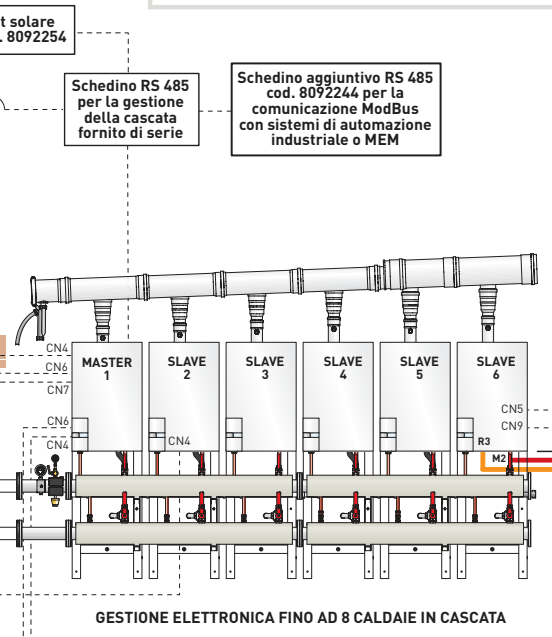 t solare
. 8092254
Schedino RS 485
per la gestione
della cascata
fornito di serie
Schedino aggiuntivo RS 485
cod. 8092244 per la
comunicazione ModBus
con sistemi di automazione
industriale o MEM
CN4
CN6
CN7
CN6
CN4
MASTER
1
SLAVE
2
CN4
SLAVE
3
SLAVE
4
SLAVE
5
SLAVE
6
CN5
CN9
R3
M2
GESTIONE ELETTRONICA FINO AD 8 CALDAIE IN CASCATA